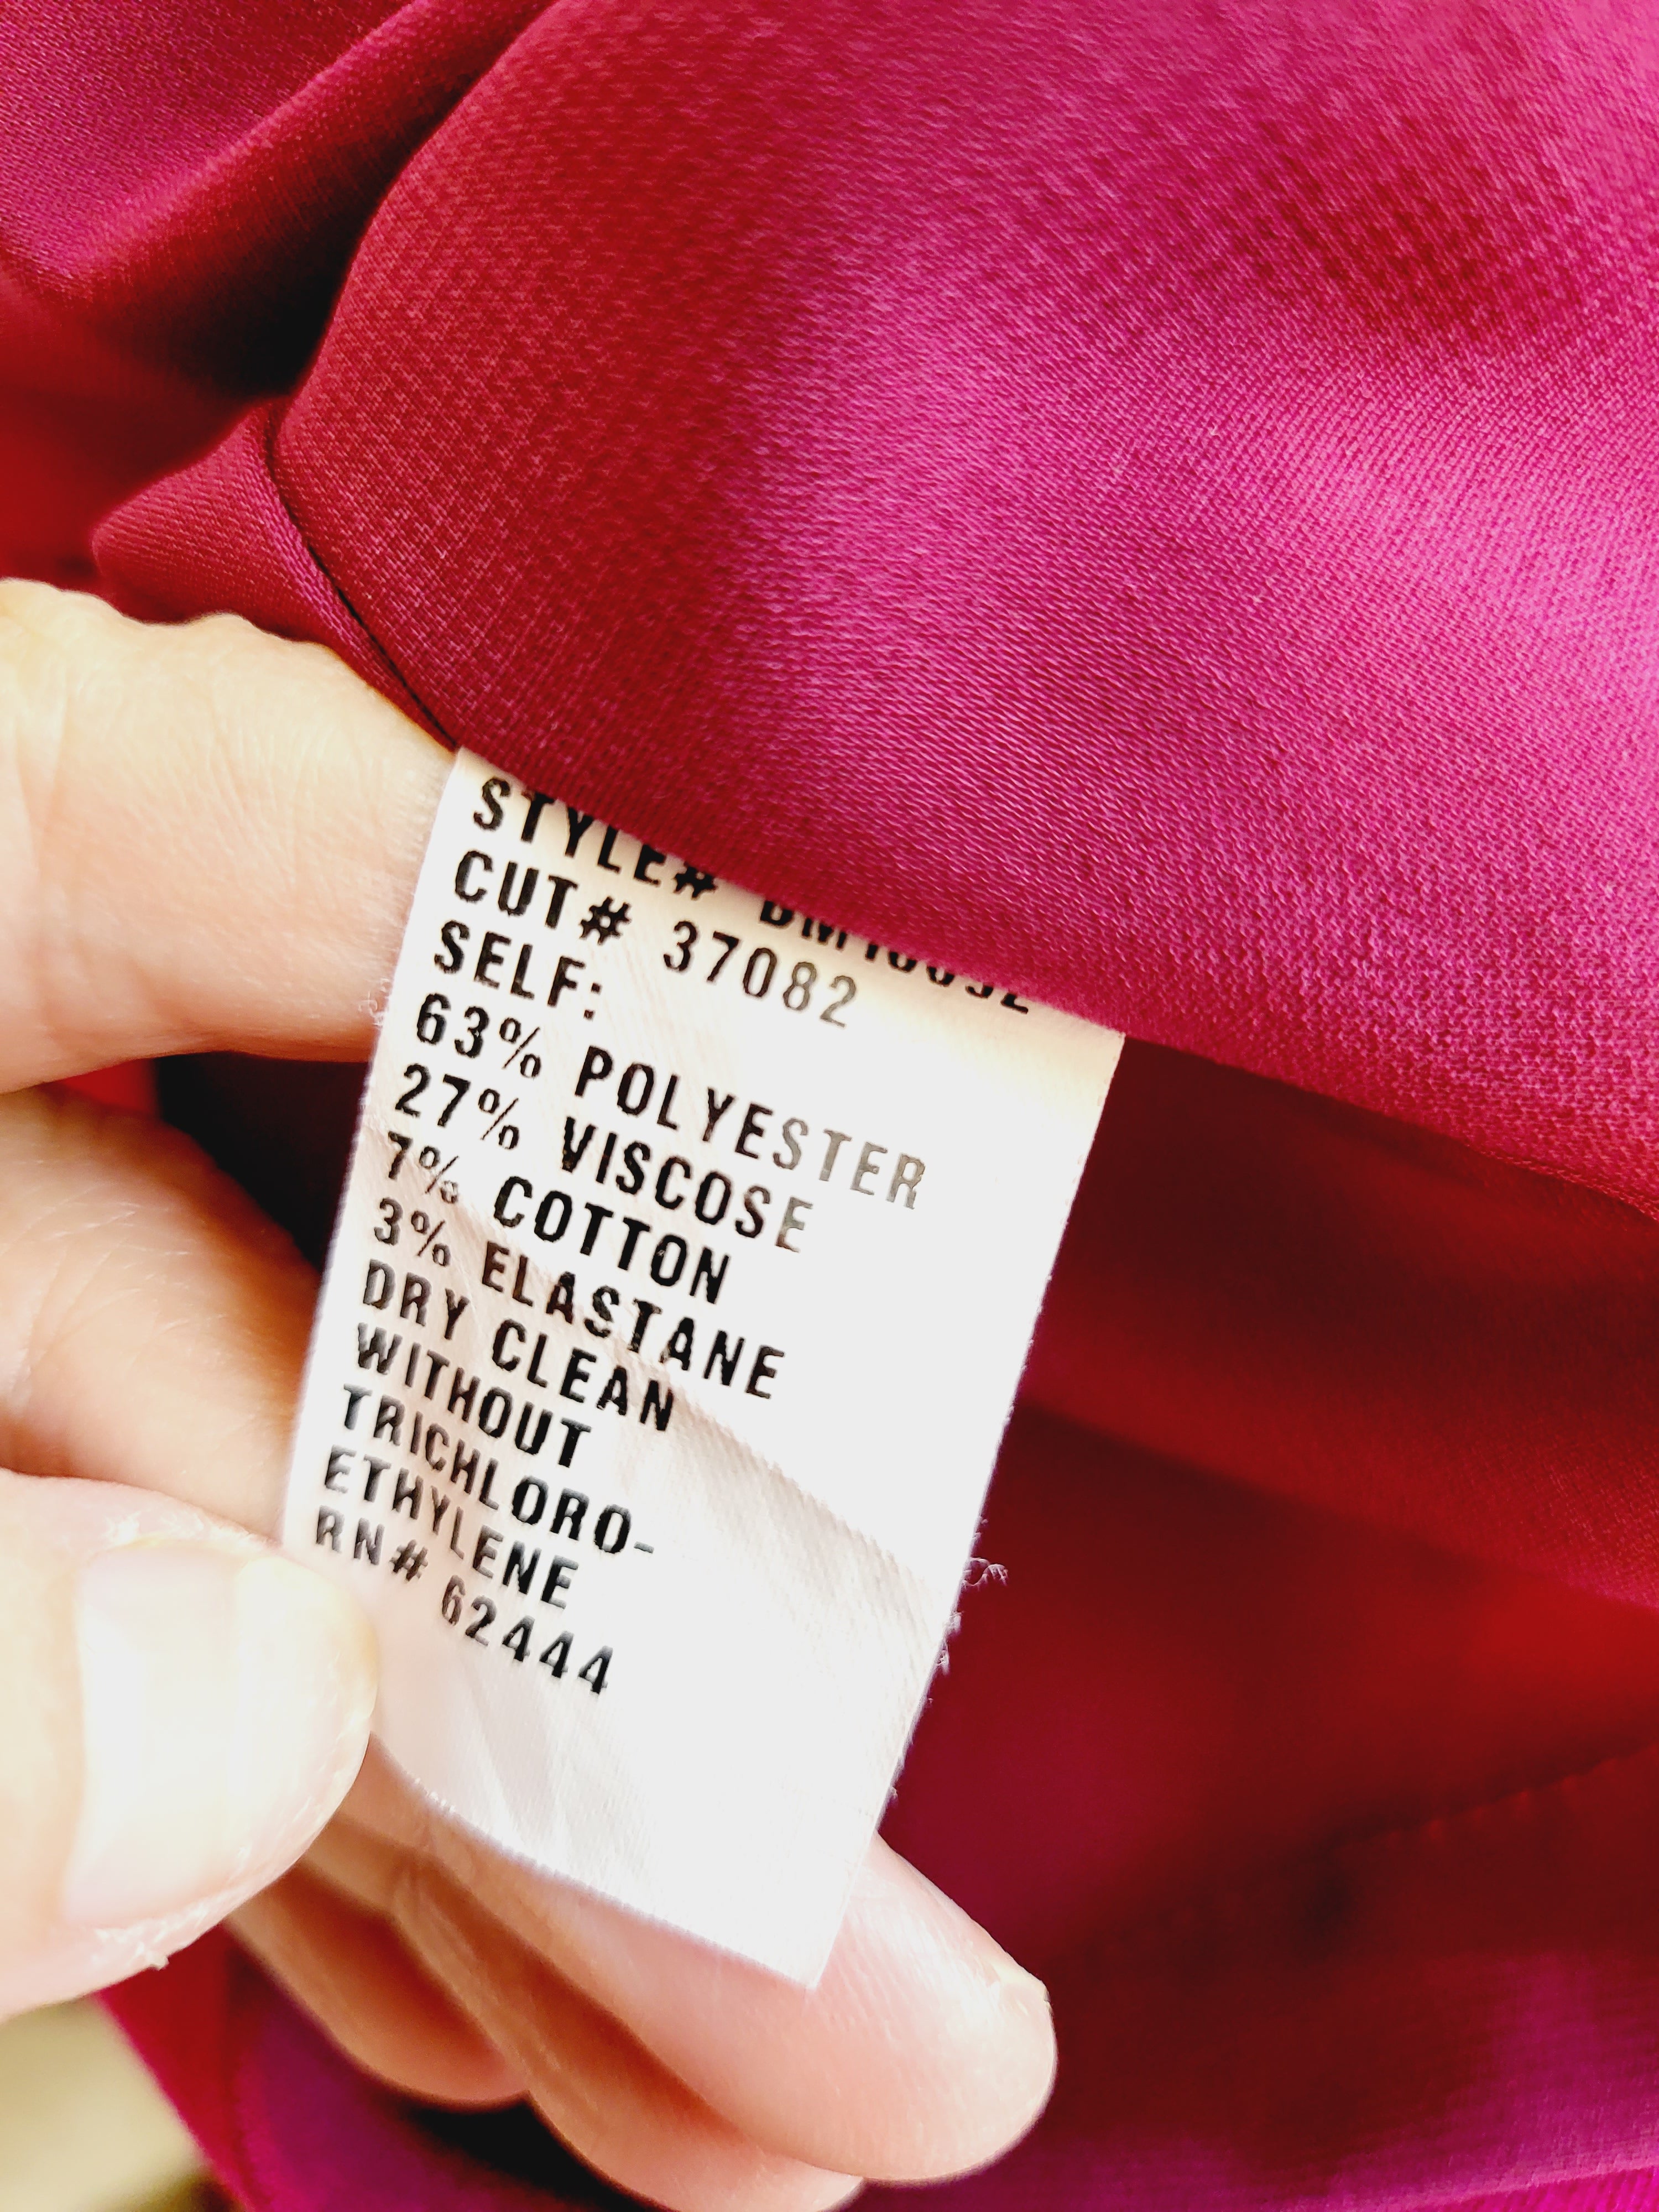 STYLE#
CUT# 37082
SELF:
63% POLYESTER
27% VISCOSE
7% COTTON
3% ELASTANE
DRY CLEAN
WITHOUT
TRICHLORO-
ETHYLENE
RN# 62444